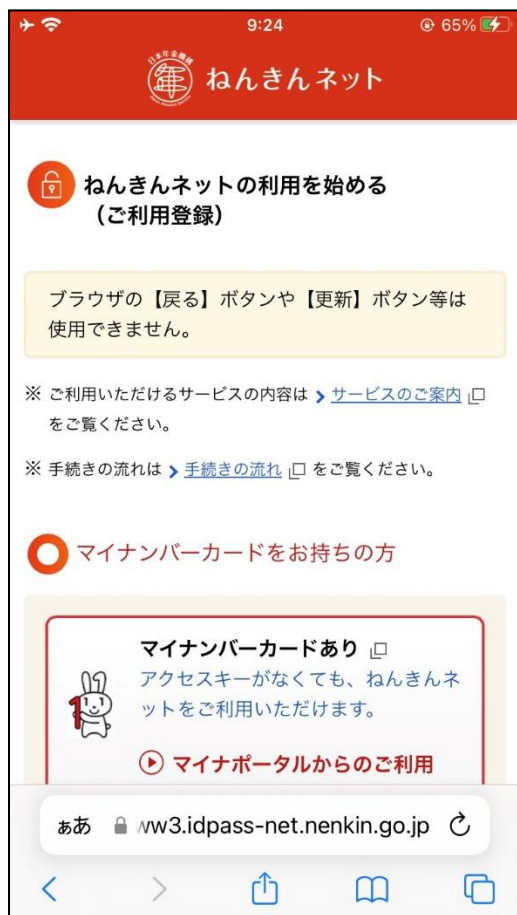 9:24
65%
ねんきんネット
ねんきんネットの利用を始める
（ご利用登録）
ブラウザの【戻る】ボタンや【更新】ボタン等は
使用できません。
※ ご利用いただけるサービスの内容は サービスのご案内
をご覧ください。
※ 手続きの流れは 手続きの流れ をご覧ください。
マイナンバーカードをお持ちの方
マイナンバーカードあり
アクセスキーがなくても、ねんきんネ
ットをご利用いただけます。
マイナポータルからのご利用
ぁあ ww3.idpass-net.nenkin.go.jp